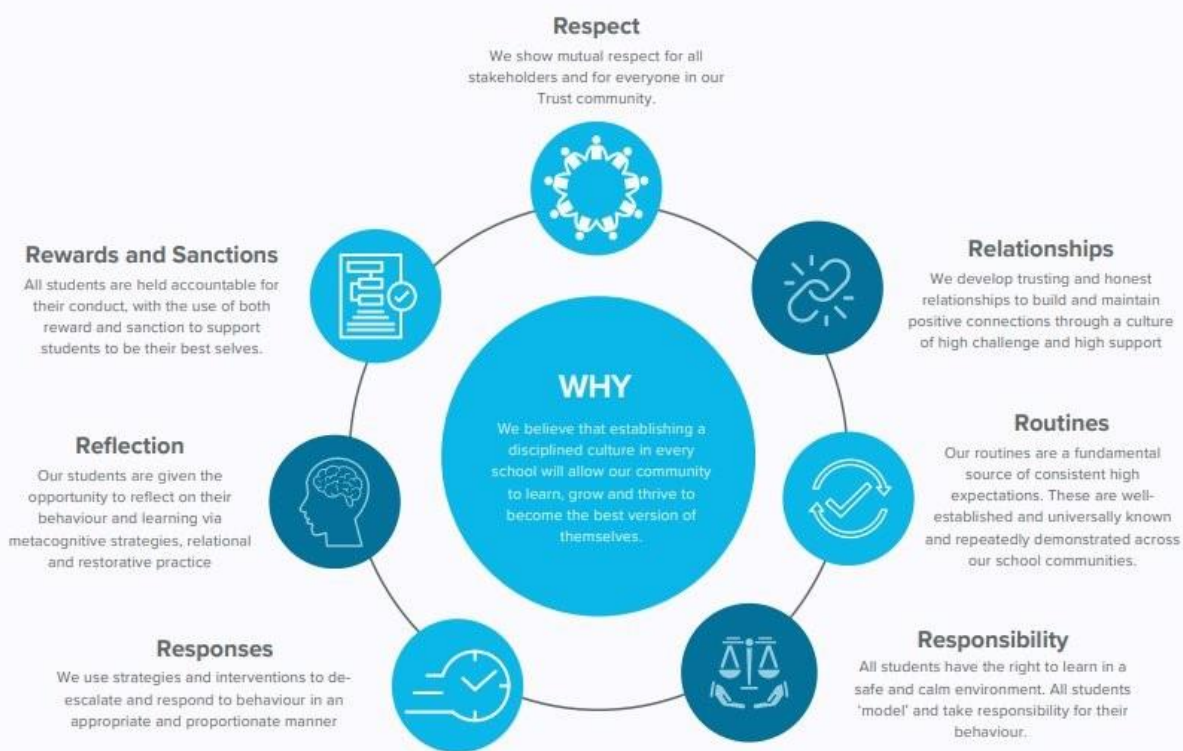 Respect
We show mutual respect for all
stakeholders and for everyone in our
Trust community.
Relationships
We develop trusting and honest
relationships to build and maintain
positive connections through a culture
of high challenge and high support
Routines
Our routines are a fundamental
source of consistent high
expectations. These are well-
established and universally known
and repeatedly demonstrated across
our school communities.
Responsibility
All students have the right to learn in a
safe and calm environment. All students
'model' and take responsibility for their
behaviour.
Responses
We use strategies and interventions to de-
escalate and respond to behaviour in an
appropriate and proportionate manner
Reflection
Our students are given the
opportunity to reflect on their
behaviour and learning via
metacognitive strategies, relational
and restorative practice
Rewards and Sanctions
All students are held accountable for
their conduct, with the use of both
reward and sanction to support
students to be their best selves.
WHY
We believe that establishing a
disciplined culture in every
school will allow our community
to learn, grow and thrive to
become the best version of
themselves.